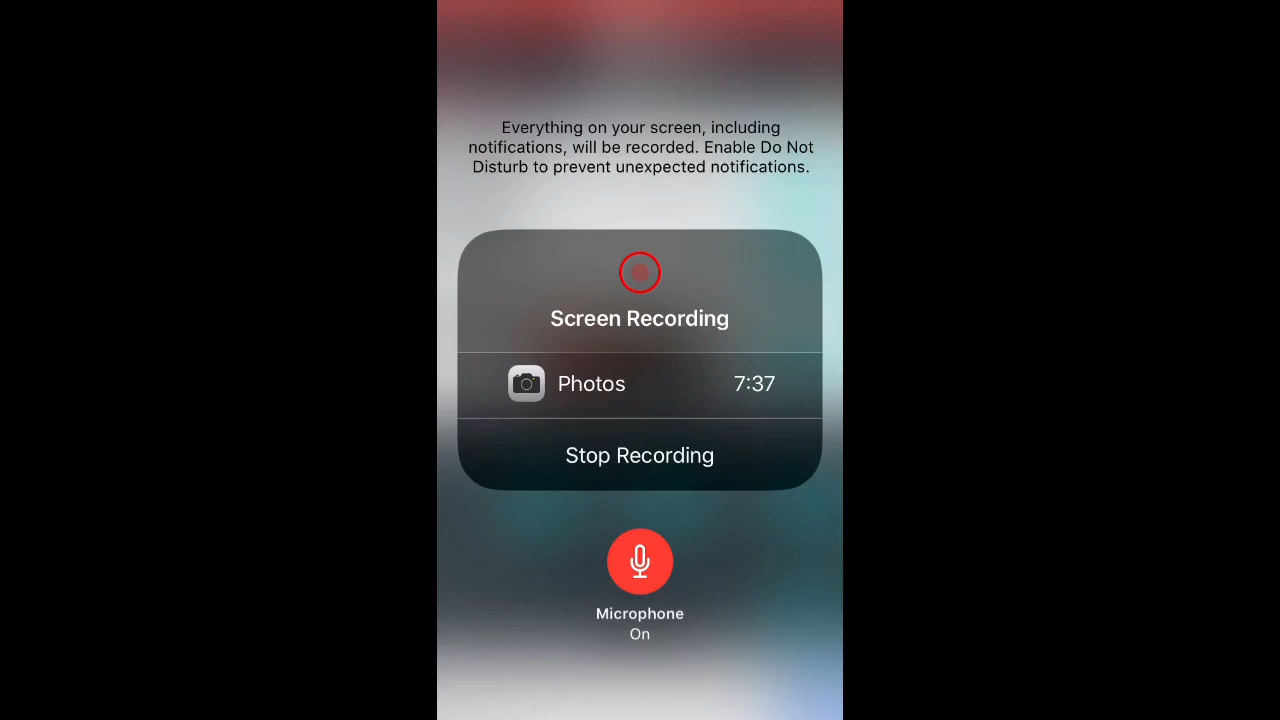 Everything on your screen, including
notifications, will be recorded. Enable Do Not
Disturb to prevent unexpected notifications.
Screen Recording
Photos 7:37
Stop Recording
Microphone
On